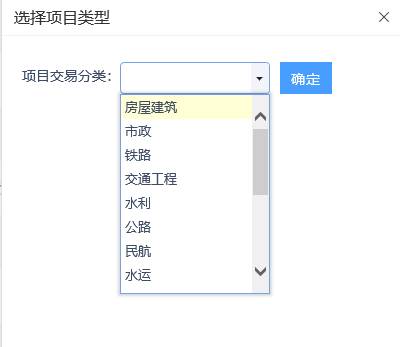 选择项目类型
项目交易分类：
确定
房屋建筑
市政
铁路
交通工程
水利
公路
民航
水运